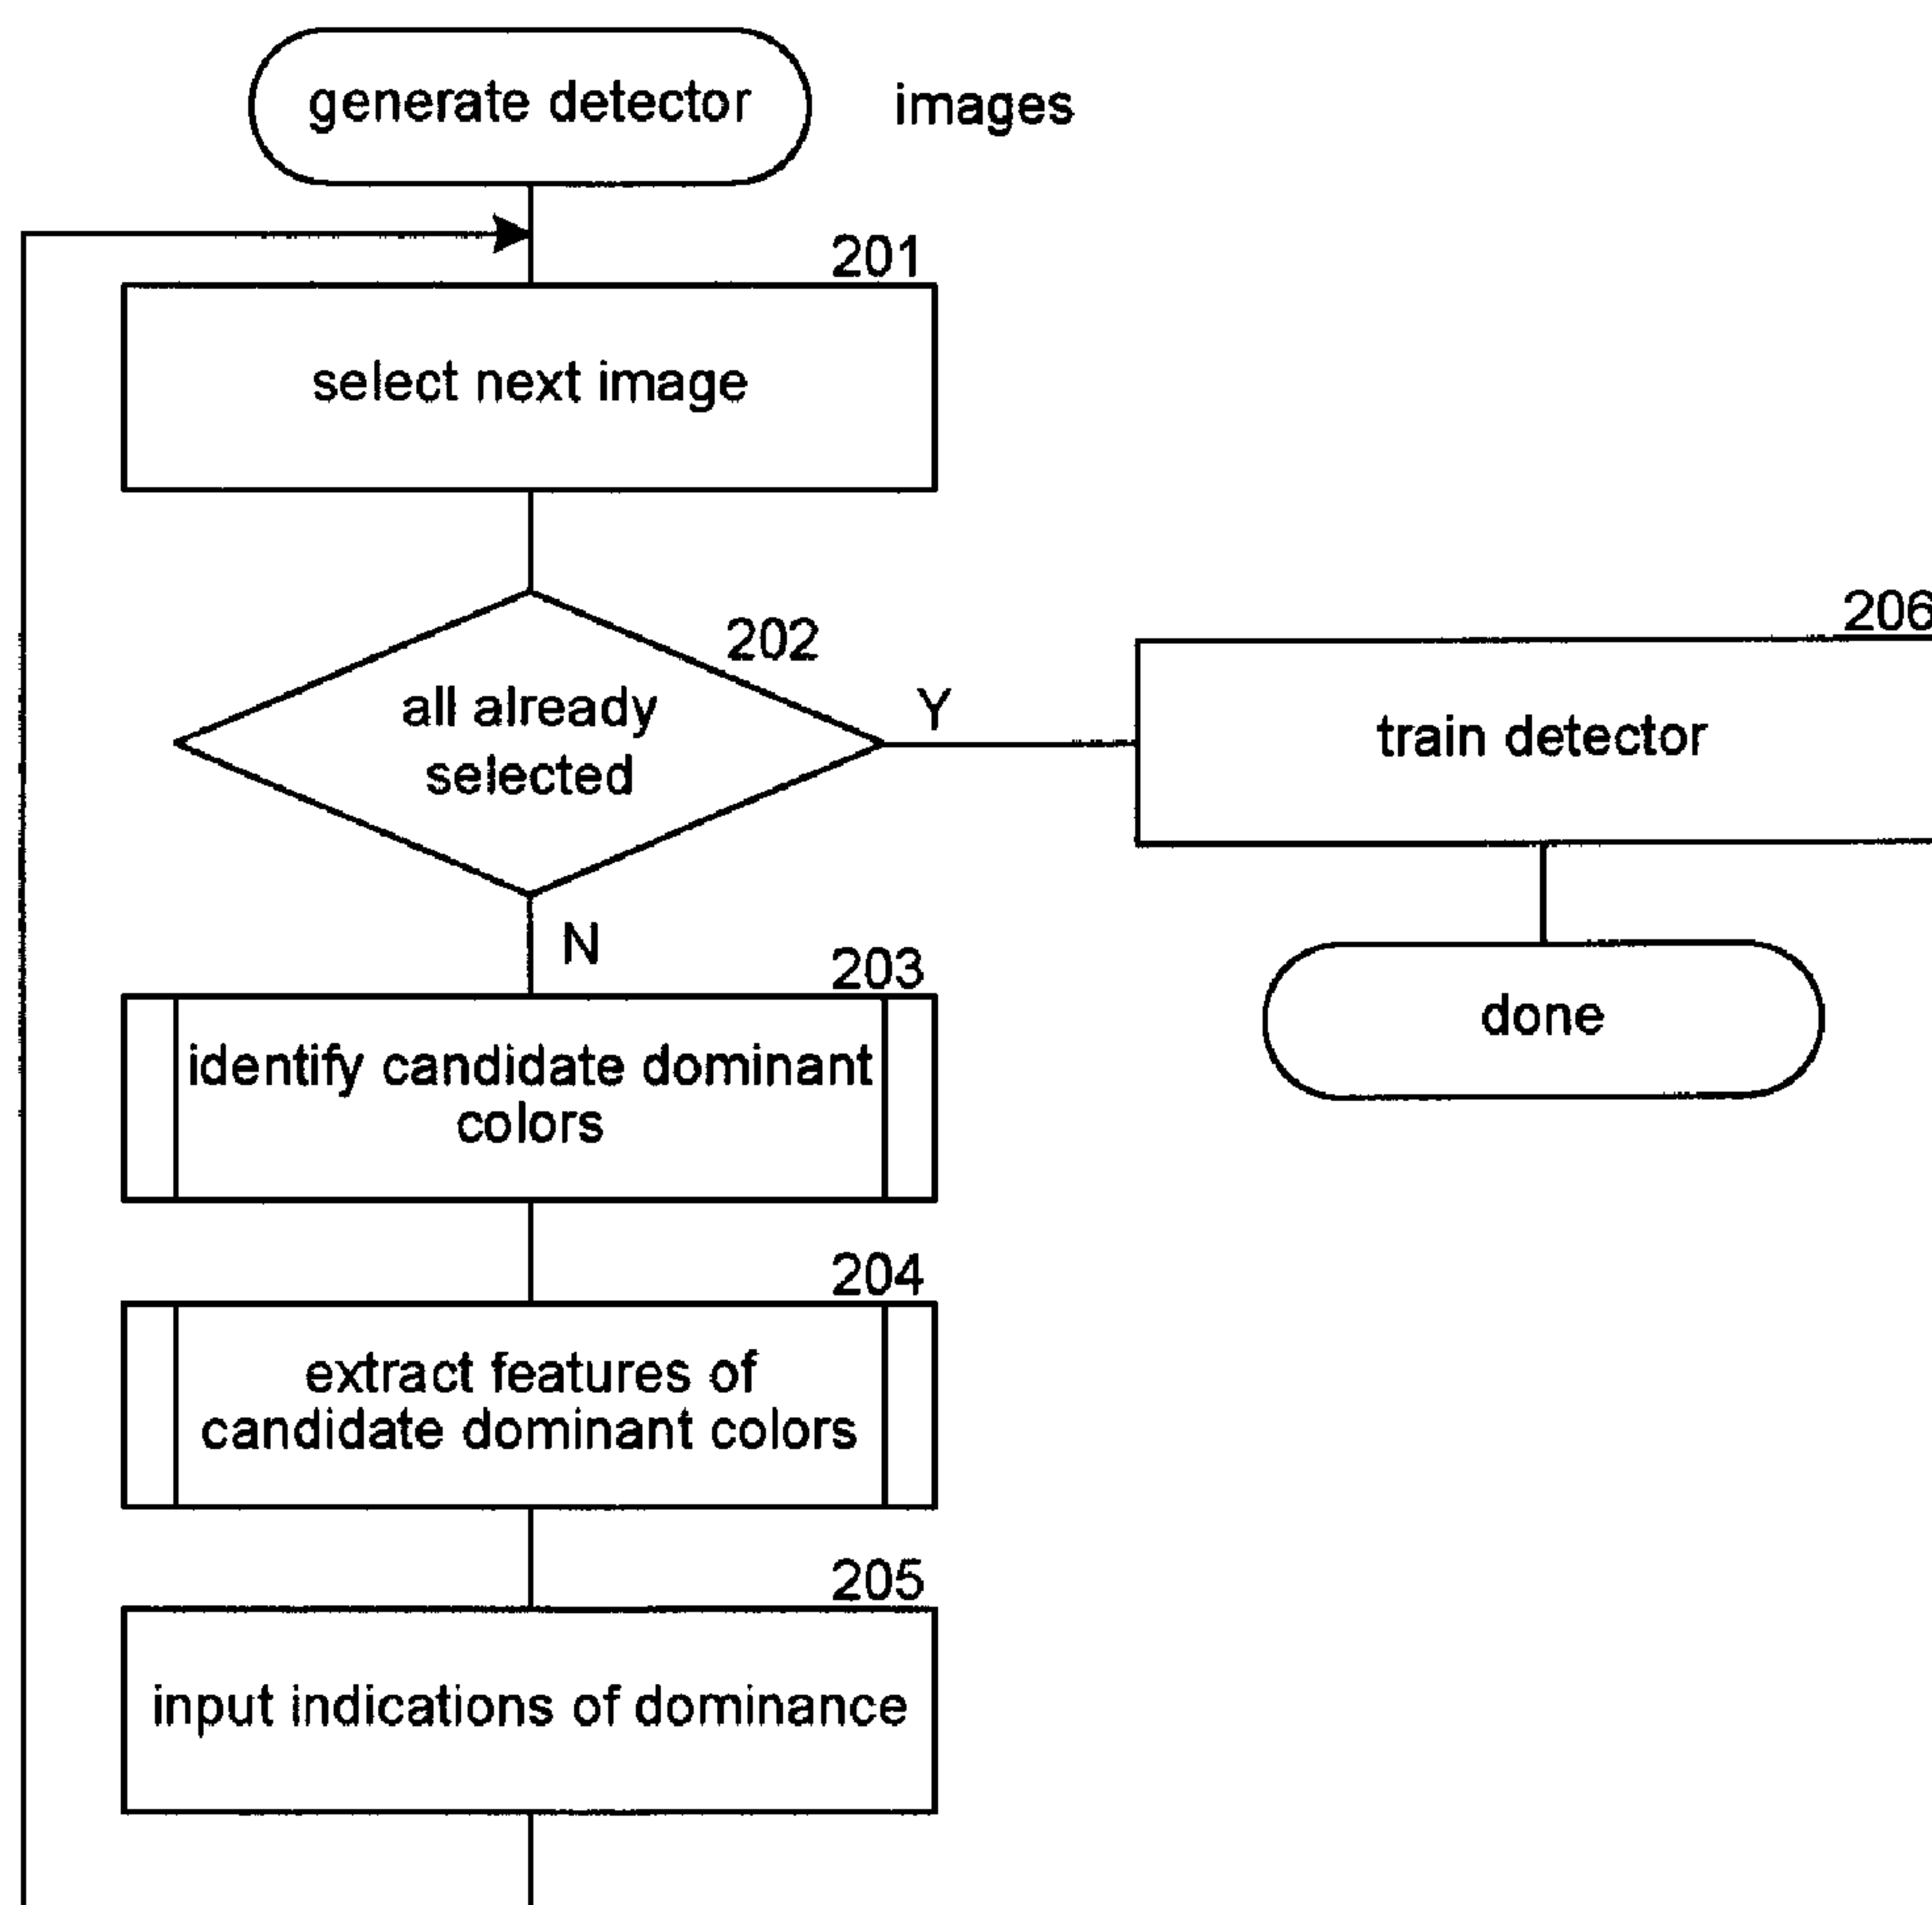 generate detector
images
201
select next image
202
all already
selected
Y
206
train detector
N
done
203
identify candidate dominant
colors
204
extract features of
candidate dominant colors
205
input indications of dominance